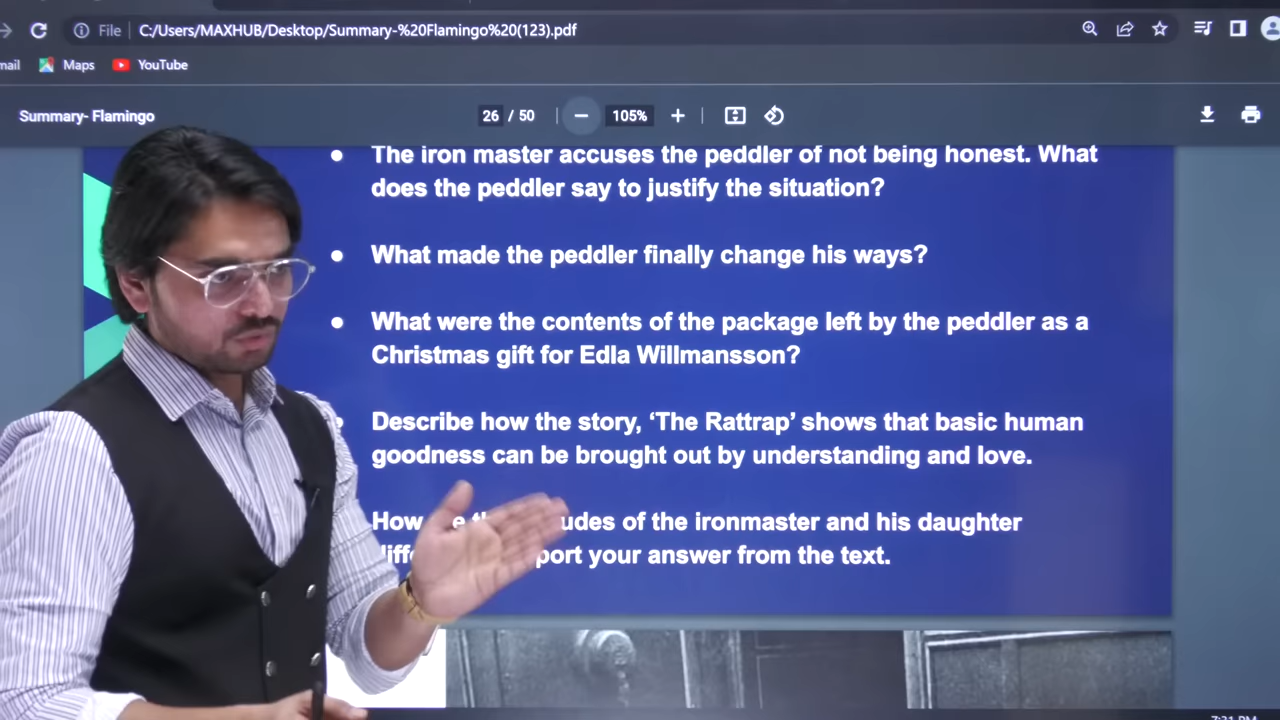 File
C:/Users/MAXHUB/Desktop/Summary-%20Flamingo%20(123).pdf
Maps
YouTube
Summary- Flamingo
26 / 50
105%
The iron master accuses the peddler of not being honest. What
does the peddler say to justify the situation?
What made the peddler finally change his ways?
What were the contents of the package left by the peddler as a
Christmas gift for Edla Willmansson?
Describe how the story, ‘The Rattrap’ shows that basic human
goodness can be brought out by understanding and love.
How of the ironmaster and his daughter
your answer from the text.